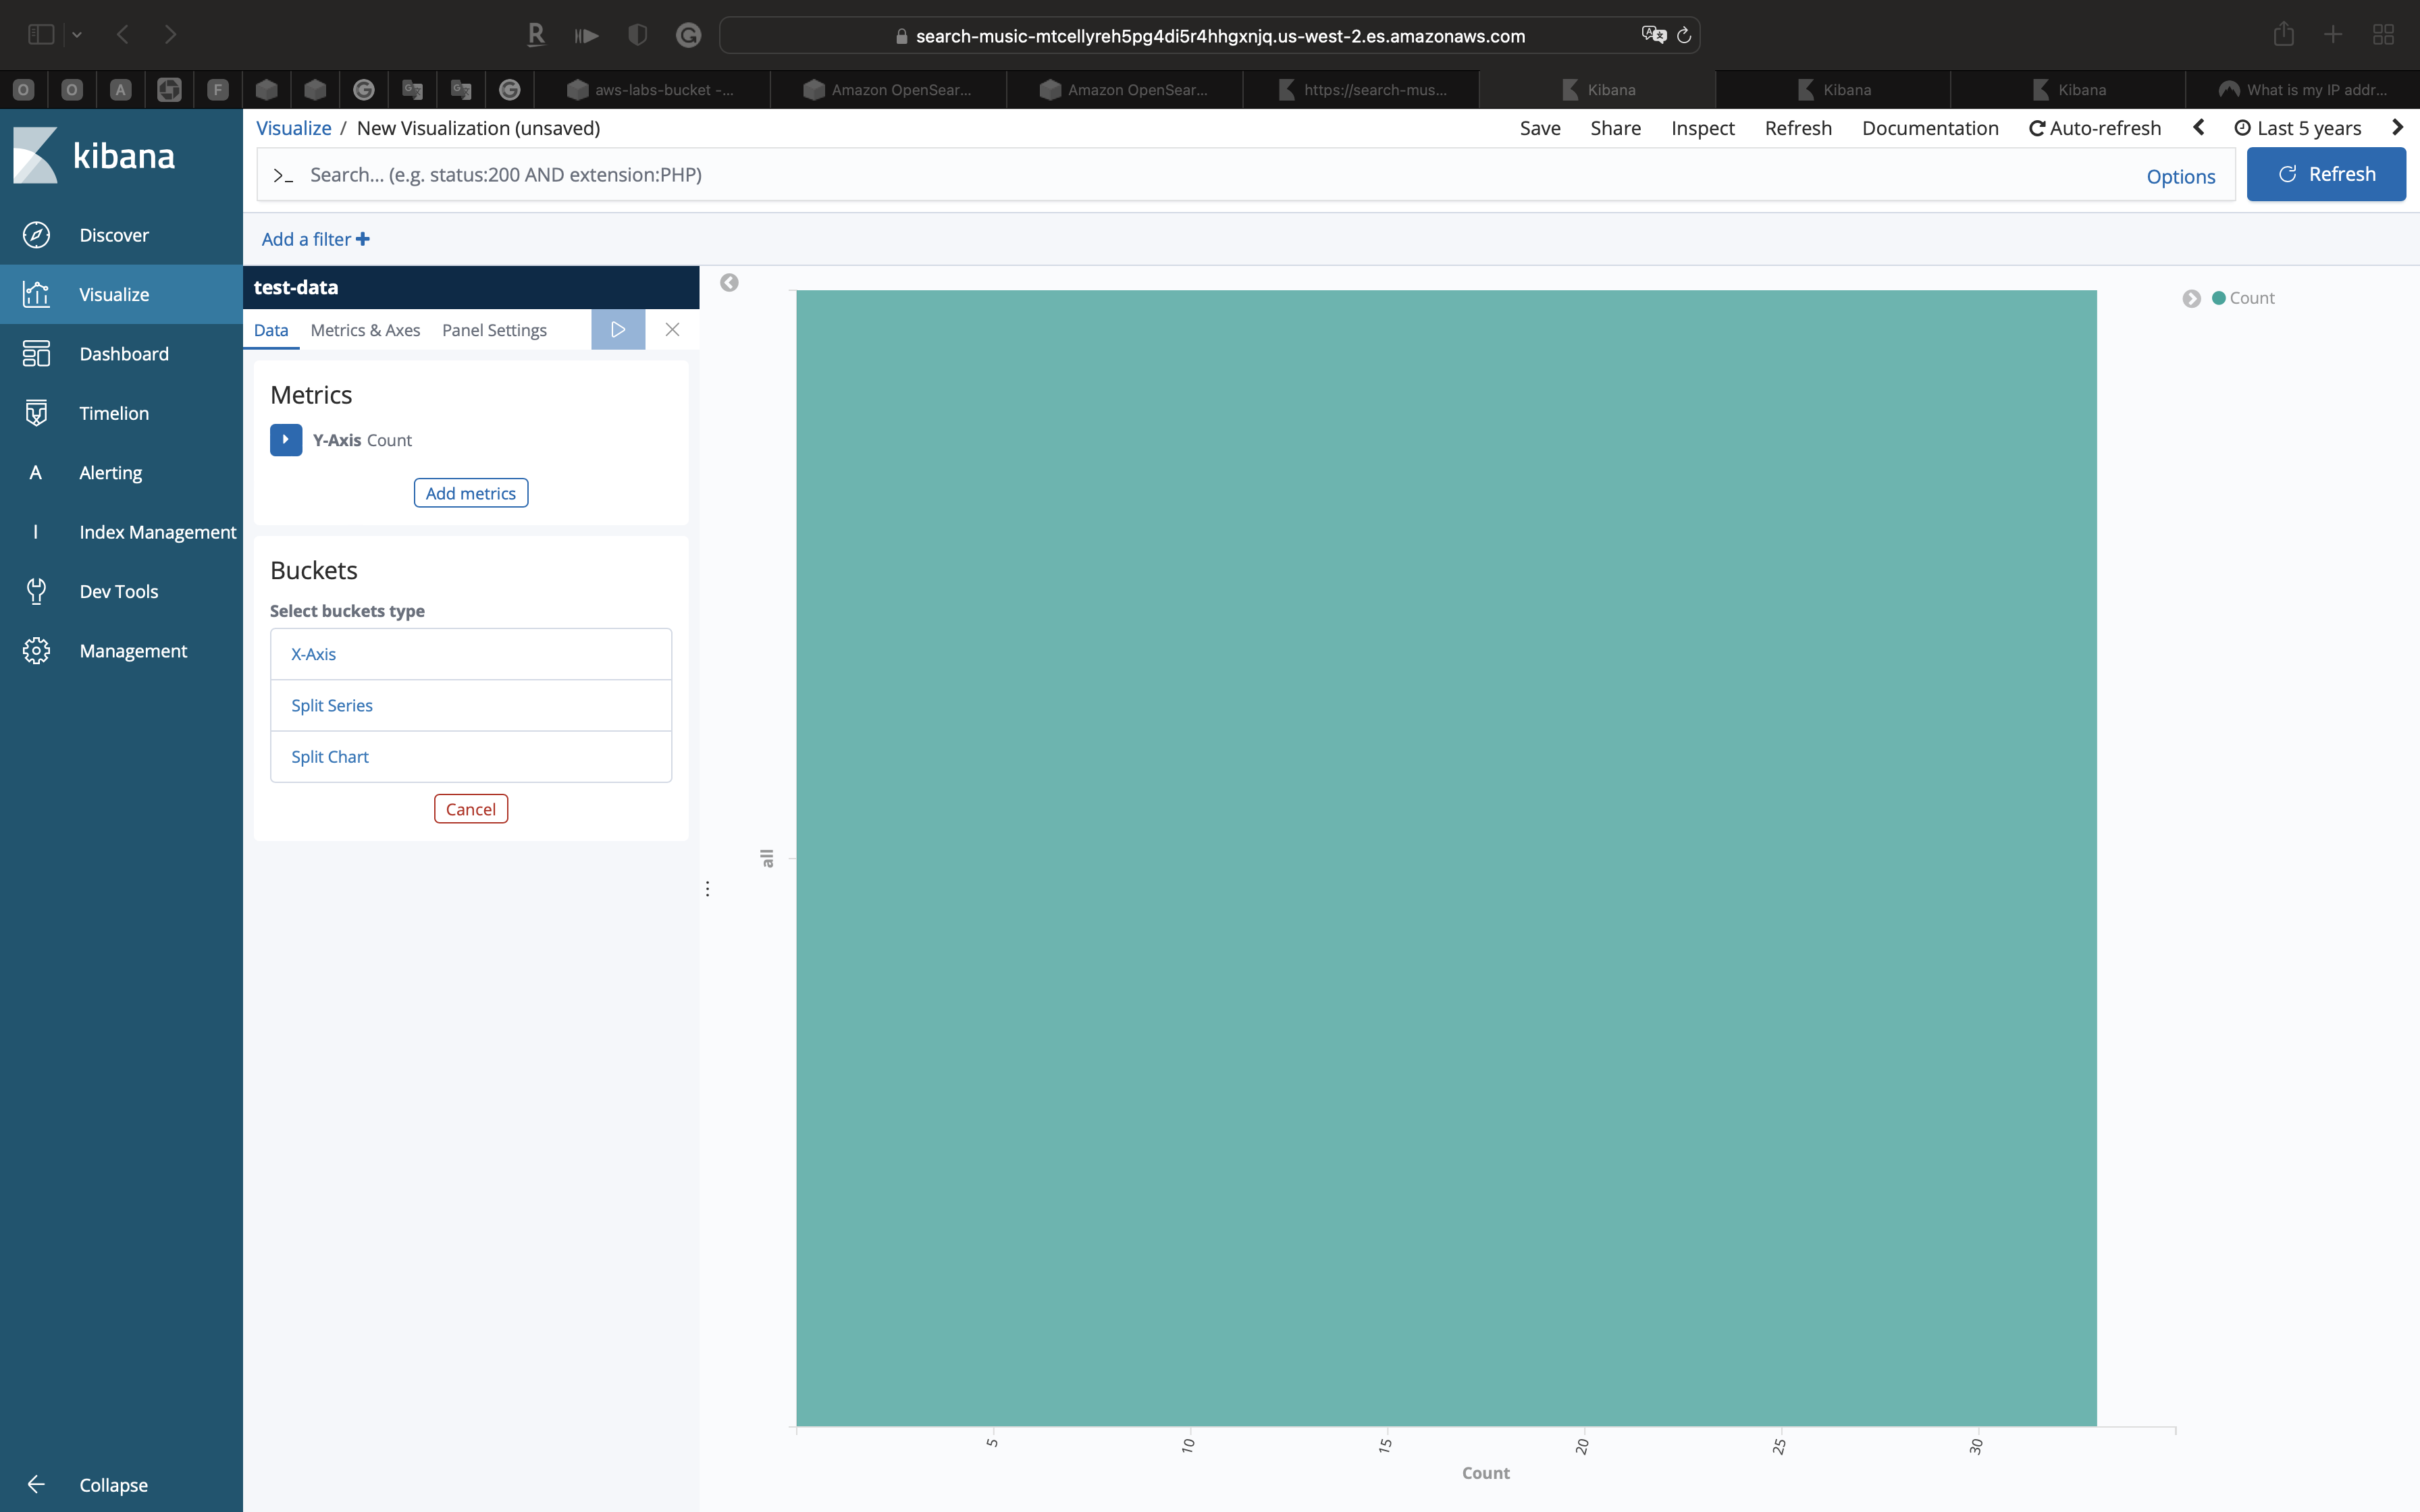 search-music-mtcellyreh5pg4di5r4hhgxnjq.us-west-2.es.amazonaws.com
O O A F aws-labs-bucket -... Amazon OpenSear... Amazon OpenSear... https://search-mus... Kibana Kibana Kibana What is my IP addr...
kibana
Discover
Visualize
Dashboard
Timelion
A Alerting
I Index Management
Dev Tools
Management
Collapse
Visualize / New Visualization (unsaved)
Save Share Inspect Refresh Documentation Auto-refresh Last 5 years
>_ Search... (e.g. status:200 AND extension:PHP)
Options
Refresh
Add a filter +
test-data
Data Metrics & Axes Panel Settings
Metrics
Y-Axis Count
Add metrics
Buckets
Select buckets type
X-Axis
Split Series
Split Chart
Cancel
all
Count
5 10 15 20 25 30
Count